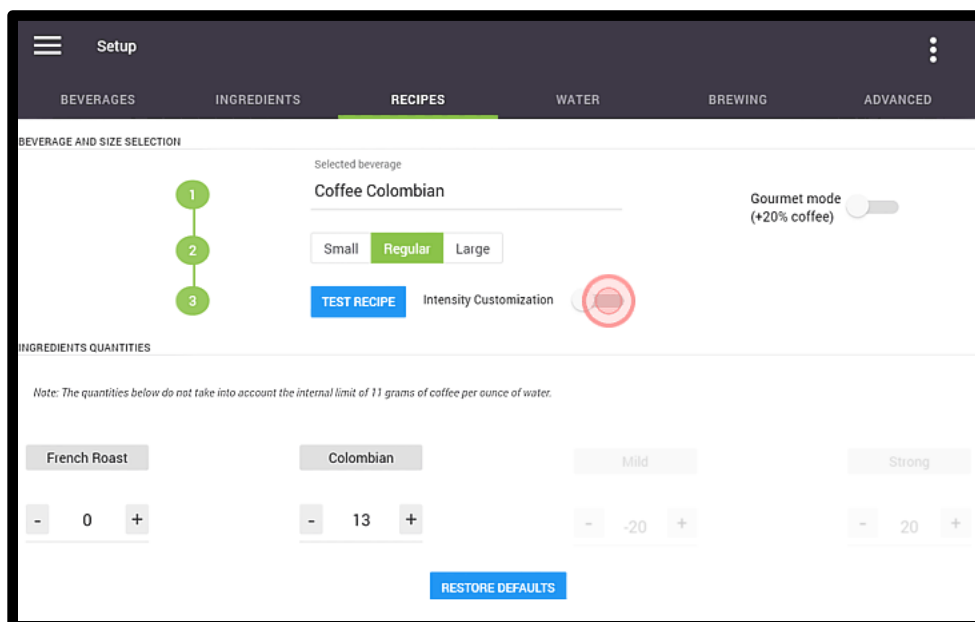 Setup
BEVERAGES INGREDIENTS RECIPES WATER BREWING ADVANCED
BEVERAGE AND SIZE SELECTION
Selected beverage
1 Coffee Colombian
Gourmet mode
(+20% coffee)
2 Small Regular Large
3 TEST RECIPE Intensity Customization
INGREDIENTS QUANTITIES
Note: The quantities below do not take into account the internal limit of 11 grams of coffee per ounce of water.
French Roast Colombian Mild Strong
- 0 + - 13 + - -20 + - 20 +
RESTORE DEFAULTS